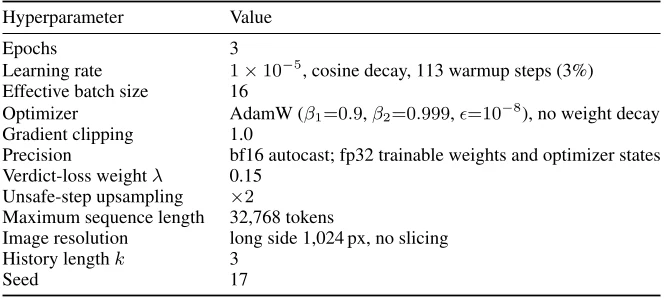 Hyperparameter Value
Epochs 3
Learning rate 1 × 10⁻⁵, cosine decay, 113 warmup steps (3%)
Effective batch size 16
Optimizer AdamW (β₁=0.9, β₂=0.999, ϵ=10⁻⁸), no weight decay
Gradient clipping 1.0
Precision bf16 autocast; fp32 trainable weights and optimizer states
Verdict-loss weight λ 0.15
Unsafe-step upsampling ×2
Maximum sequence length 32,768 tokens
Image resolution long side 1,024 px, no slicing
History length k 3
Seed 17